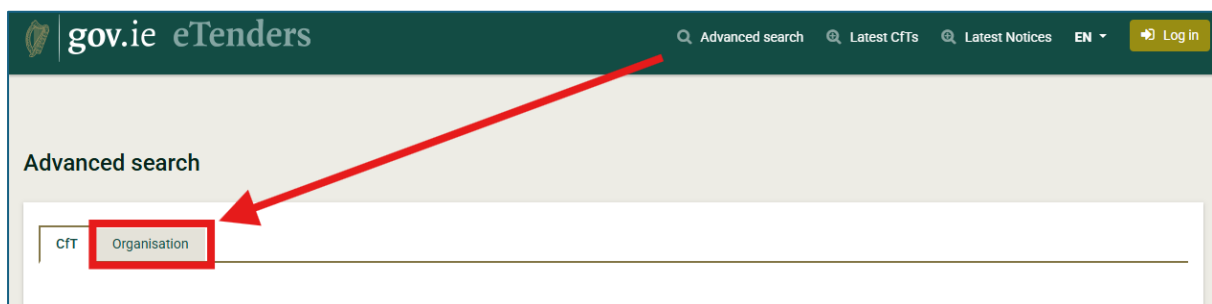 gov.ie eTenders
Advanced search Latest CfTs Latest Notices EN Log in
Advanced search
CfT Organisation